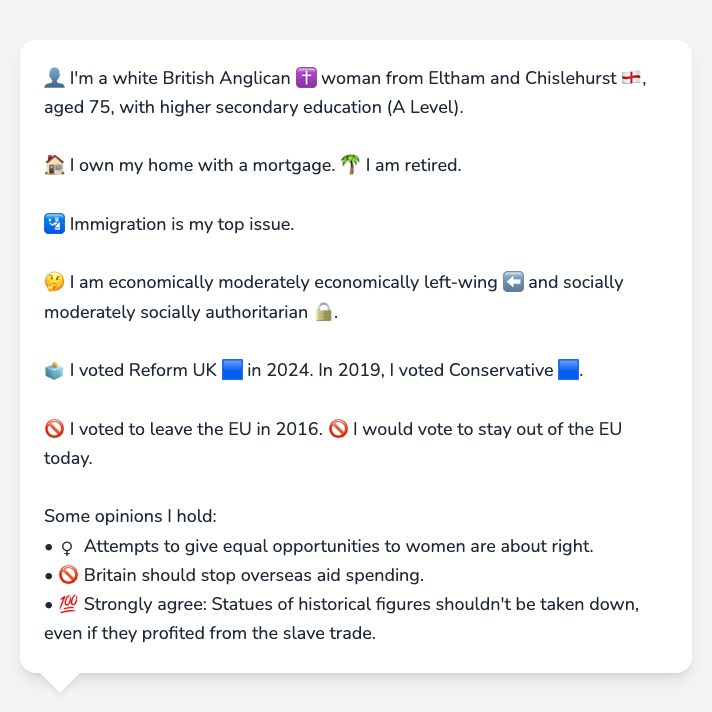 👤 I'm a white British Anglican ✝️ woman from Eltham and Chislehurst 🏴󠁧󠁢󠁥󠁮󠁧󠁿,
aged 75, with higher secondary education (A Level).
🏠 I own my home with a mortgage. 🌴 I am retired.
🛂 Immigration is my top issue.
🤔 I am economically moderately economically left-wing ⬅️ and socially
moderately socially authoritarian 🔒.
🗳️ I voted Reform UK 🟦 in 2024. In 2019, I voted Conservative 🟦.
🚫 I voted to leave the EU in 2016. 🚫 I would vote to stay out of the EU
today.
Some opinions I hold:
• ♀ Attempts to give equal opportunities to women are about right.
• 🚫 Britain should stop overseas aid spending.
• 💯 Strongly agree: Statues of historical figures shouldn't be taken down,
even if they profited from the slave trade.